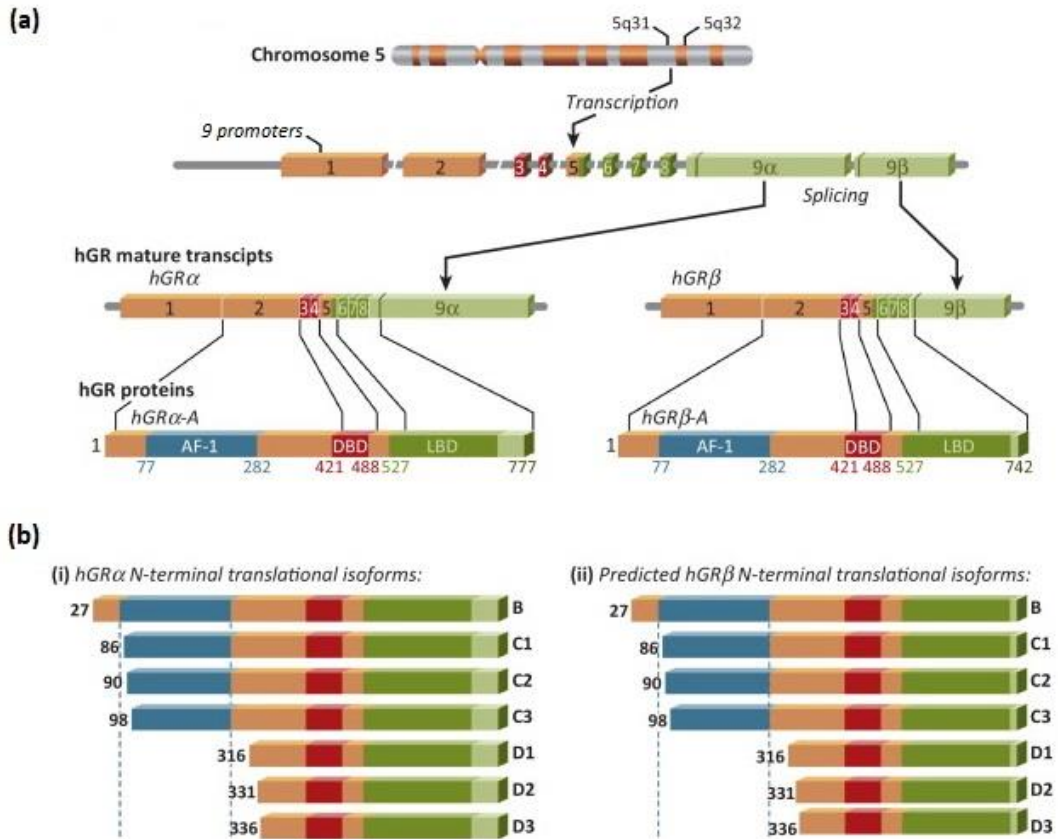 (a)
5q31 5q32
Chromosome 5
Transcription
9 promoters
1 2 3 4 5 6 7 8 9α 9β
Splicing
hGR mature transcipts
hGRα hGRβ
1 2 3 4 5 6 7 8 9α 1 2 3 4 5 6 7 8 9β
hGR proteins
hGRα-A hGRβ-A
1 AF-1 DBD LBD 1 AF-1 DBD LBD
77 282 421 488 527 777 77 282 421 488 527 742
(b)
(i) hGRα N-terminal translational isoforms: (ii) Predicted hGRβ N-terminal translational isoforms:
27 B 27 B
86 C1 86 C1
90 C2 90 C2
98 C3 98 C3
316 D1 316 D1
331 D2 331 D2
336 D3 336 D3